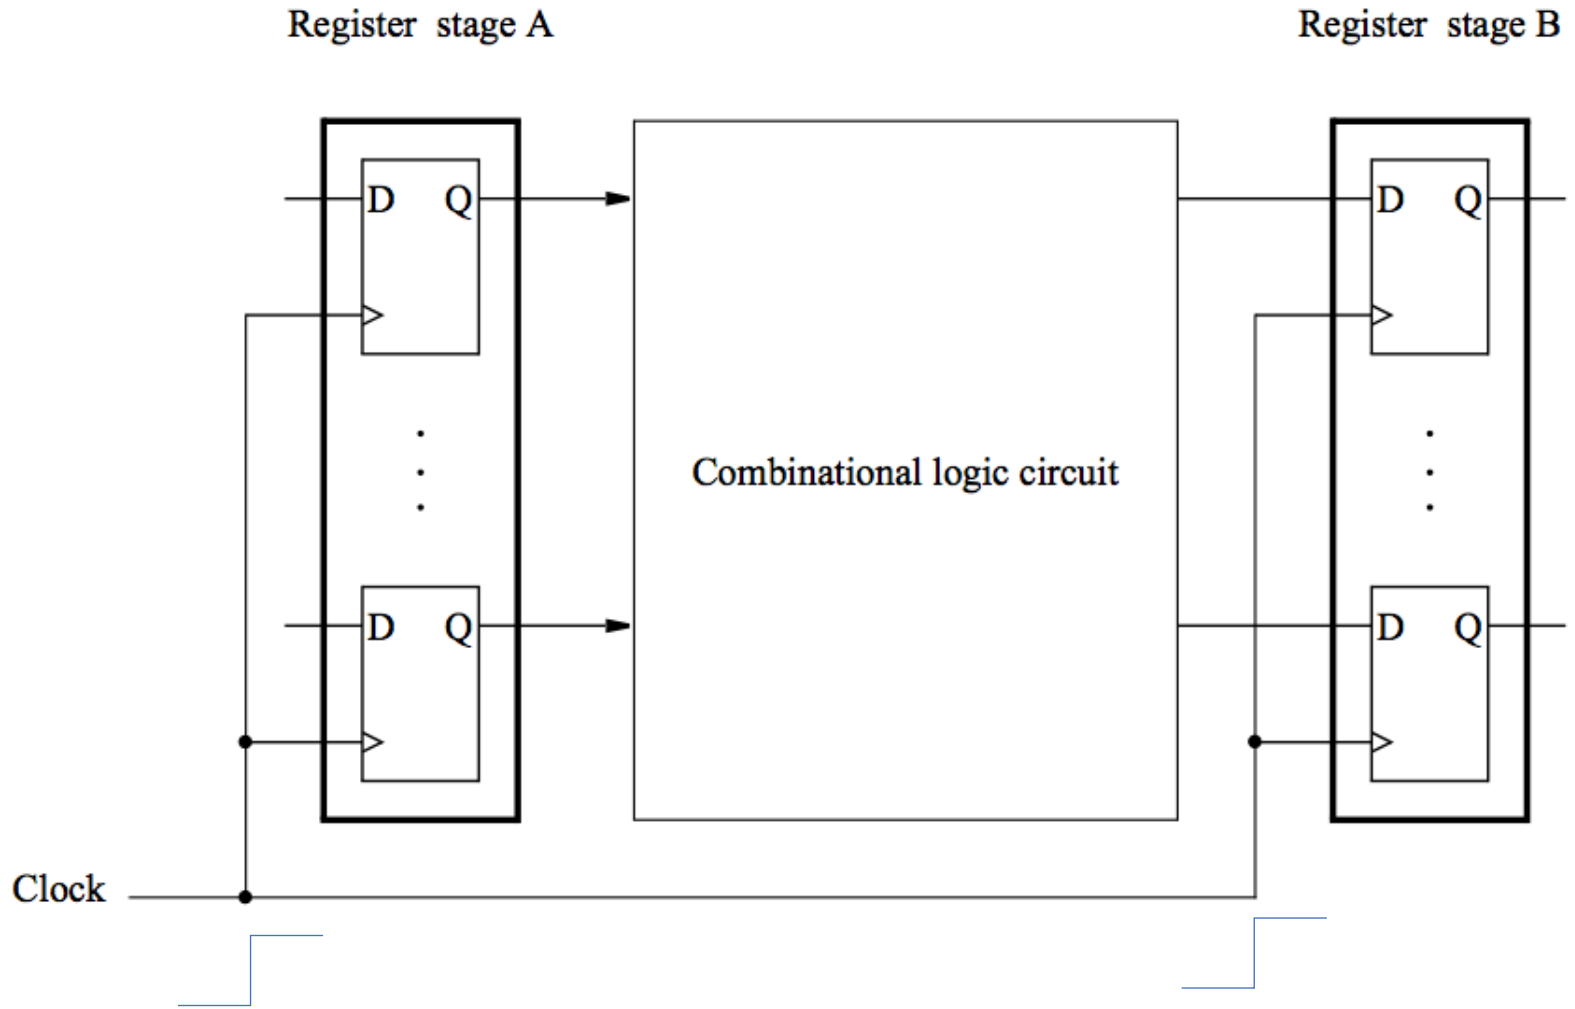 Register stage A
Register stage B
D Q
D Q
Combinational logic circuit
D Q
D Q
Clock